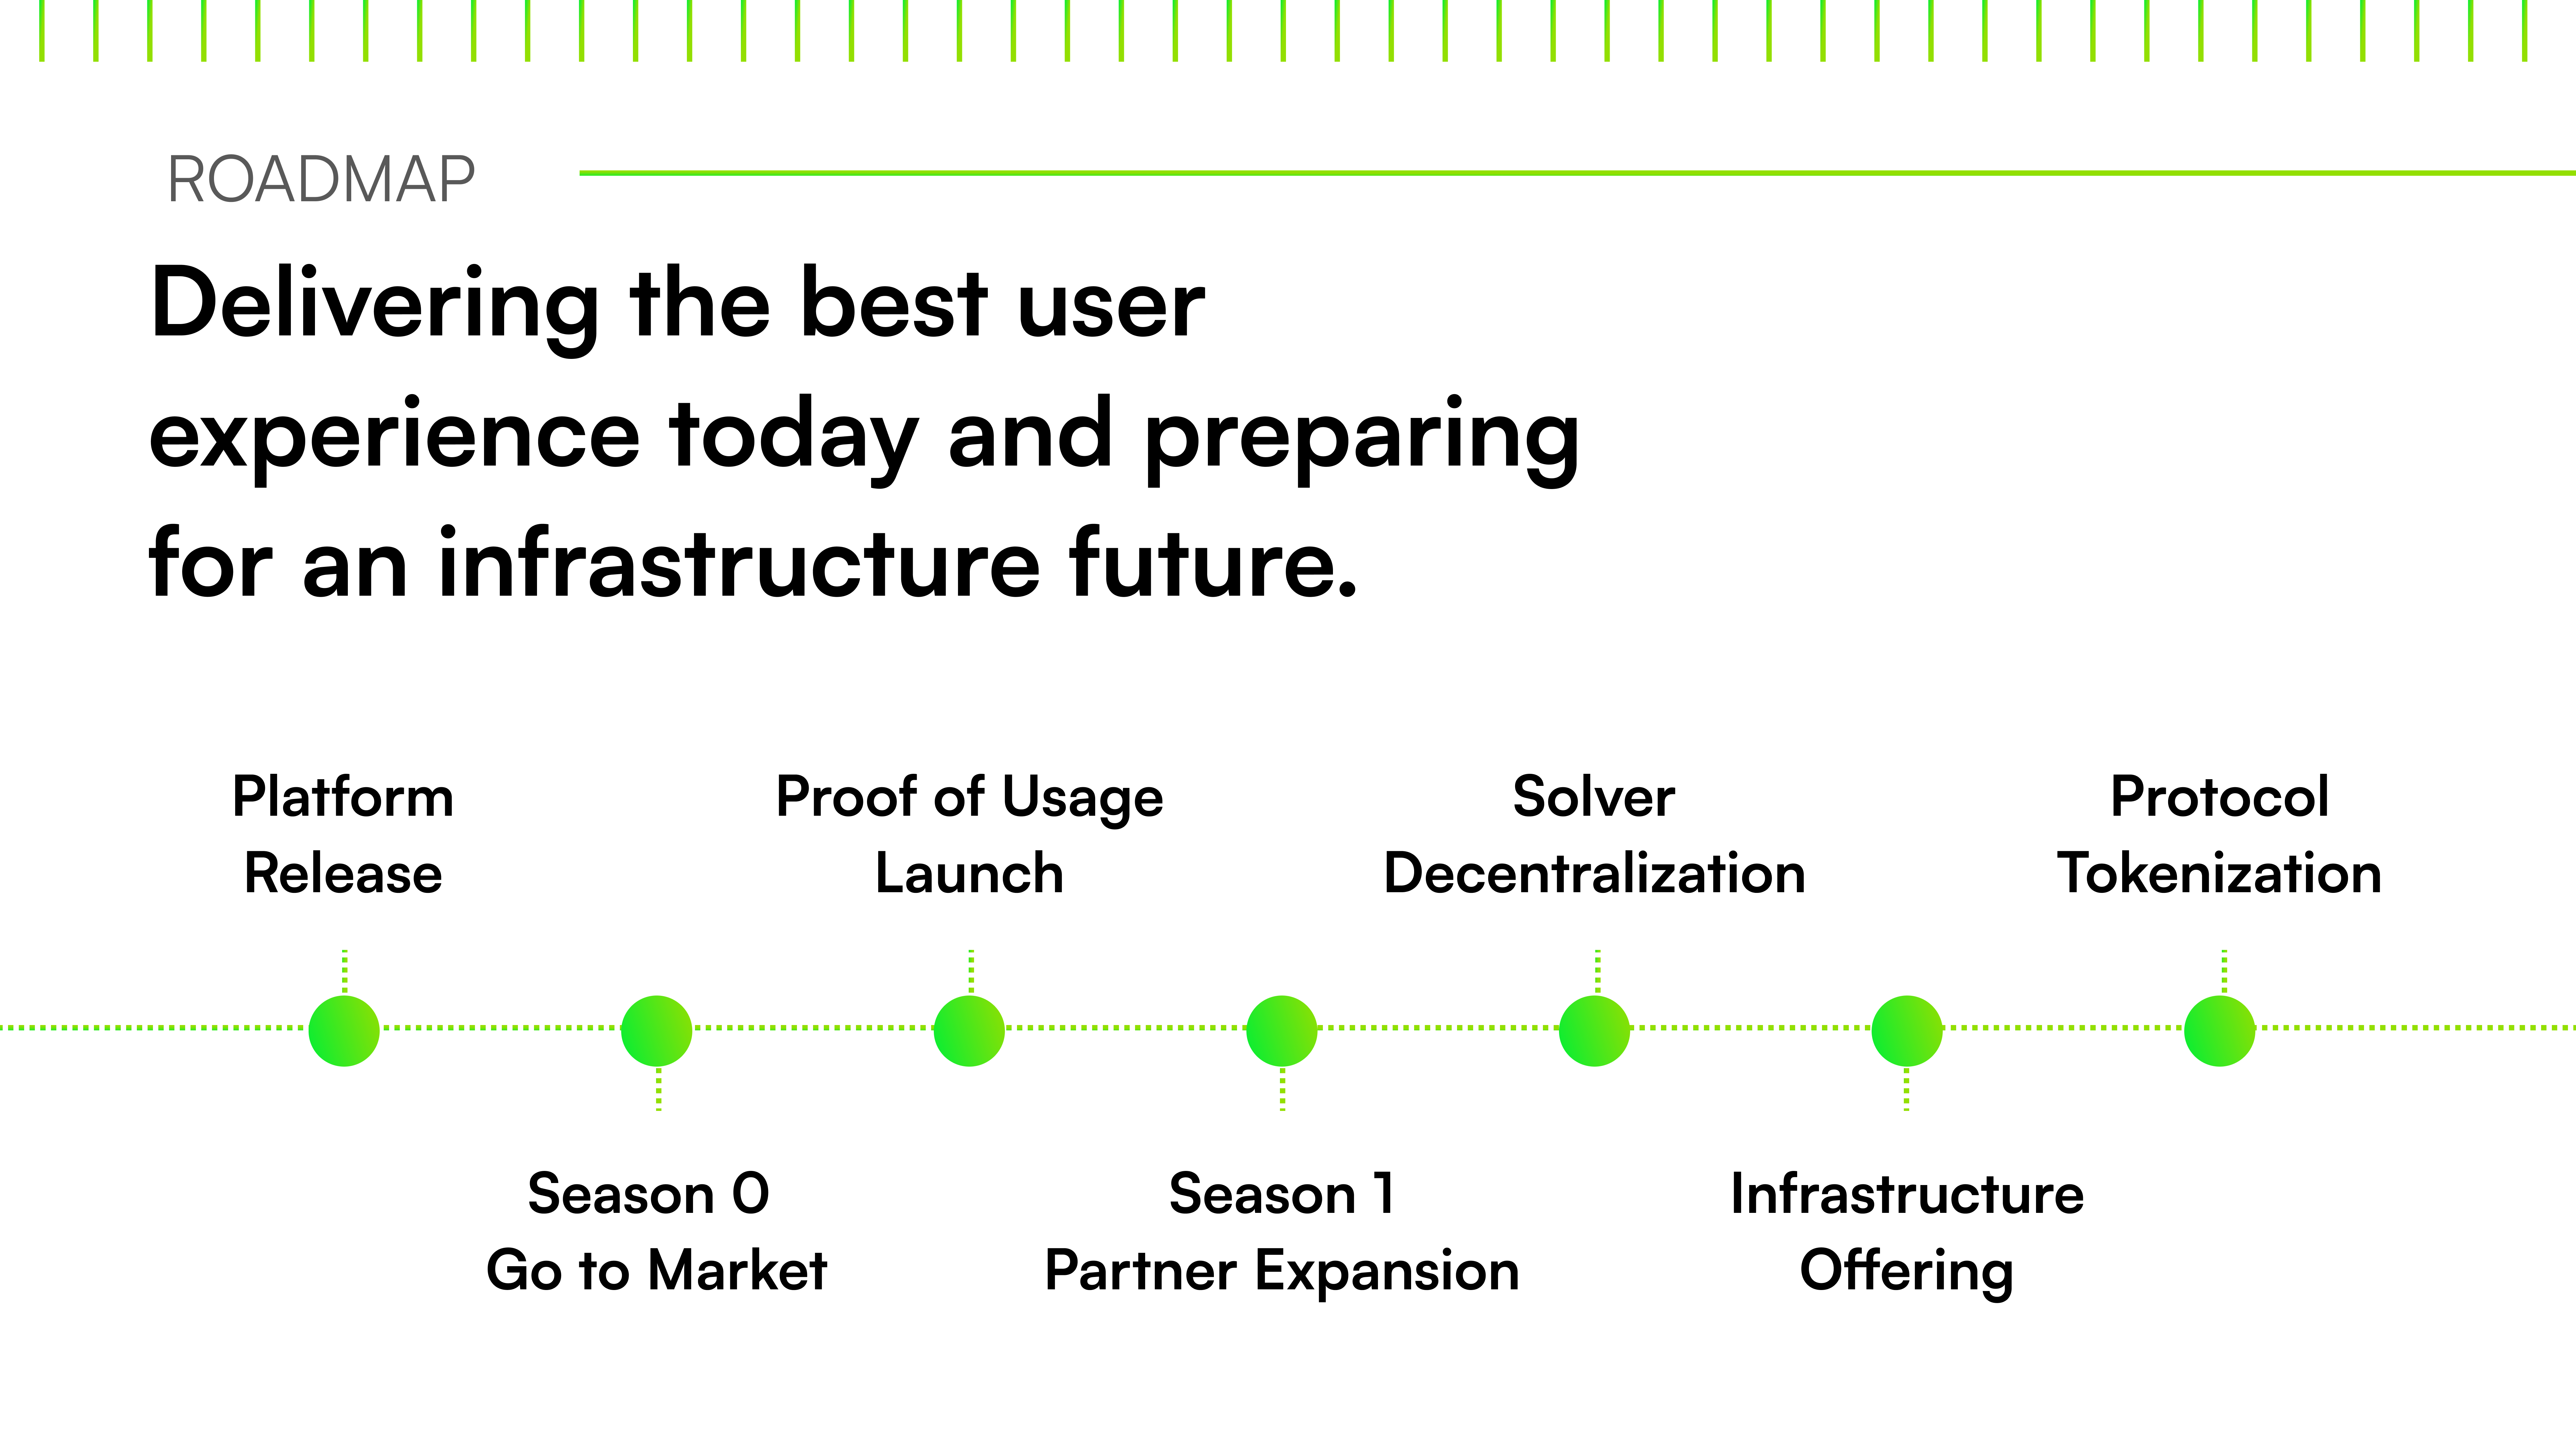 ROADMAP
Delivering the best user
experience today and preparing
for an infrastructure future.
Platform
Release
Proof of Usage
Launch
Solver
Decentralization
Protocol
Tokenization
Season 0
Go to Market
Season 1
Partner Expansion
Infrastructure
Offering